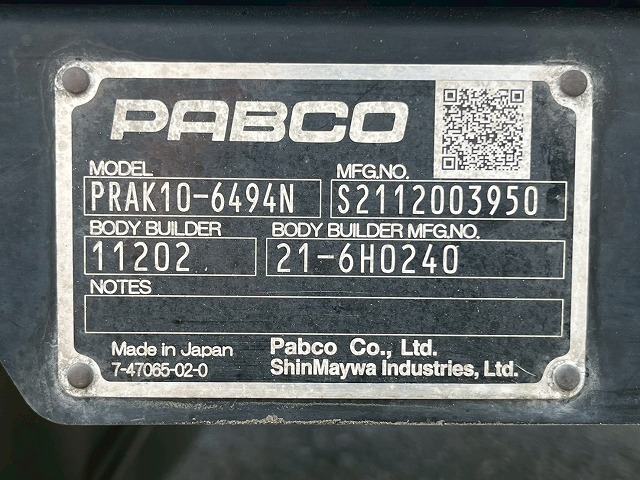 PABCO
MODEL MFG.NO.
PRAK10-6494N S2112003950
BODY BUILDER BODY BUILDER MFG.NO.
11202 21-6H0240
NOTES
Made in Japan Pabco Co., Ltd.
7-47065-02-0 ShinMaywa Industries, Ltd.